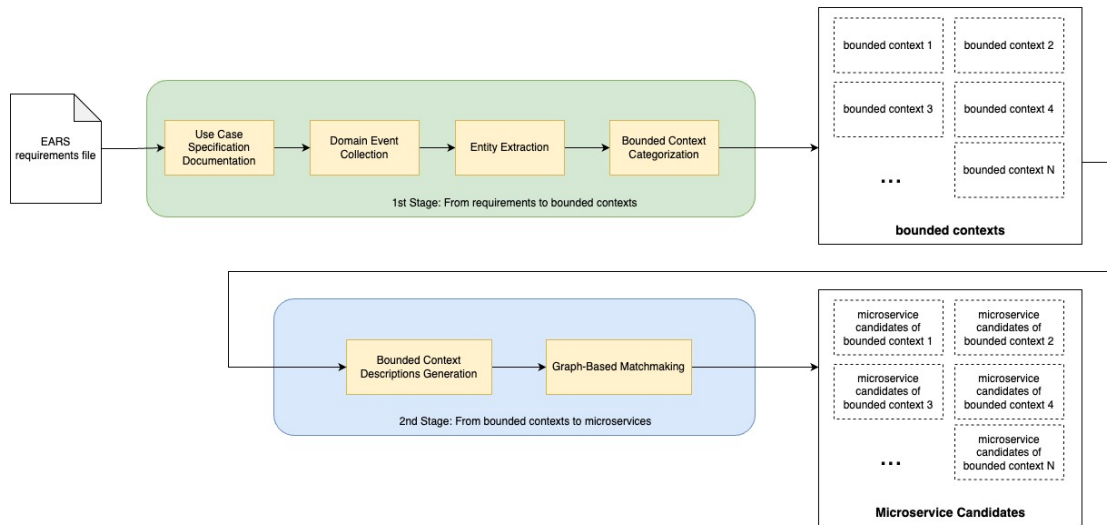 EARS
requirements file
Use Case
Specification
Documentation
Domain Event
Collection
Entity Extraction
Bounded Context
Categorization
1st Stage: From requirements to bounded contexts
bounded context 1
bounded context 2
bounded context 3
bounded context 4
...
bounded context N
bounded contexts
Bounded Context
Descriptions Generation
Graph-Based Matchmaking
2nd Stage: From bounded contexts to microservices
microservice
candidates of
bounded context 1
microservice
candidates of
bounded context 2
microservice
candidates of
bounded context 3
microservice
candidates of
bounded context 4
...
microservice
candidates of
bounded context N
Microservice Candidates